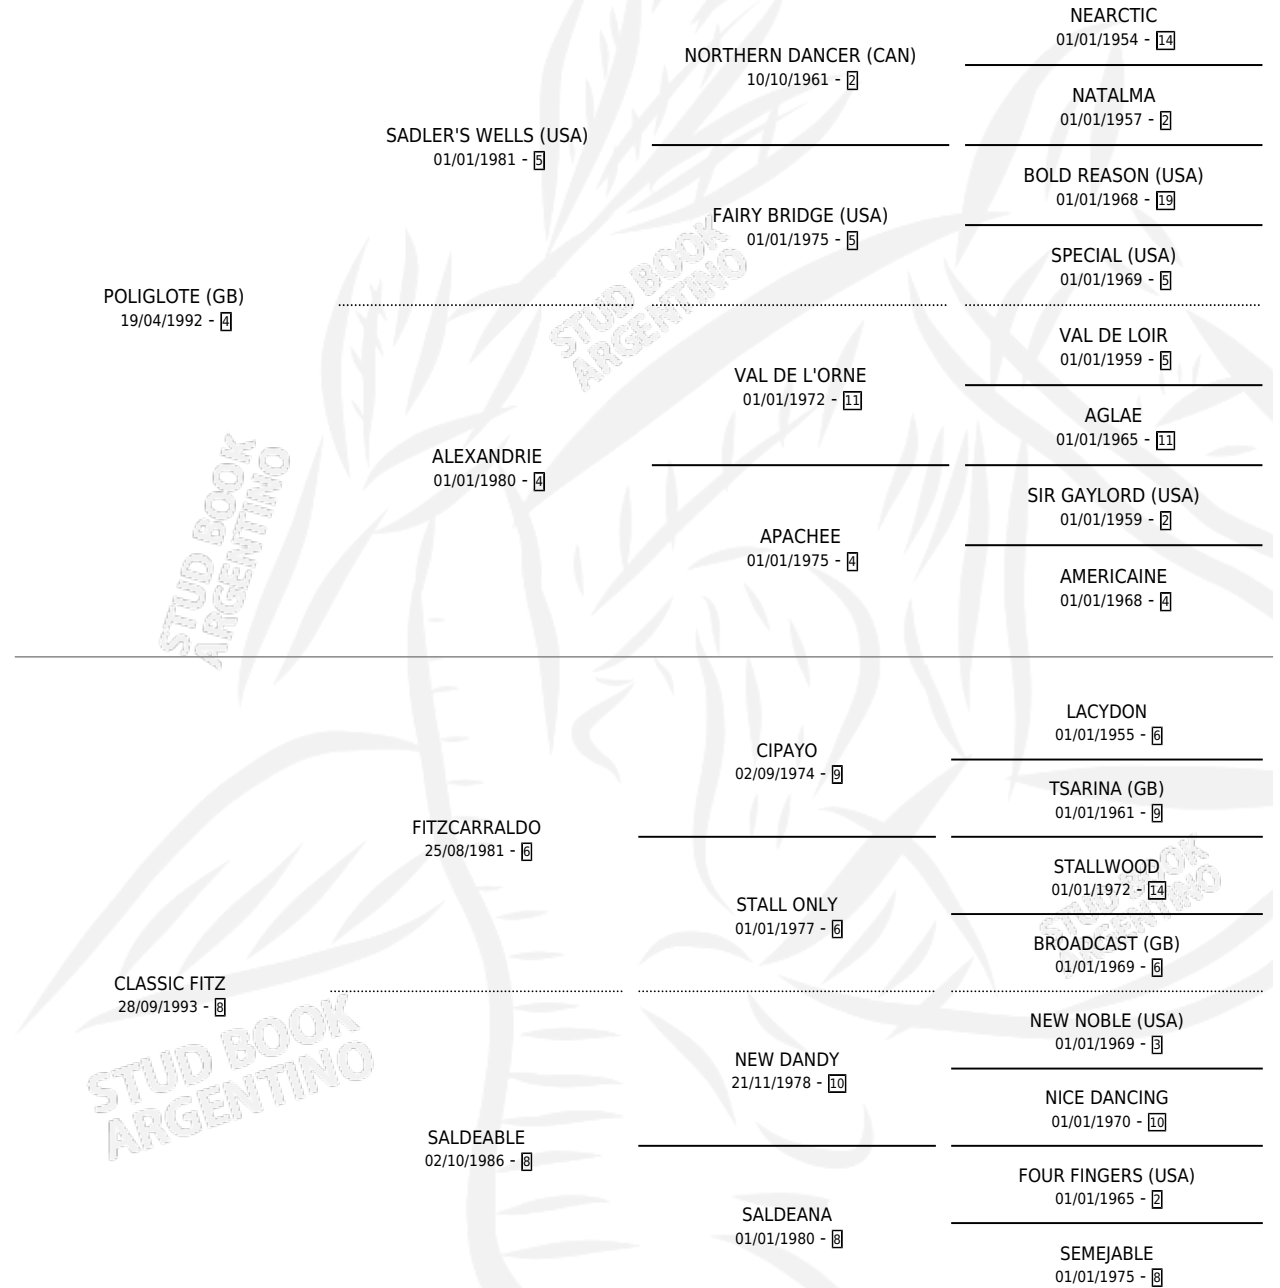 NEARCTIC
01/01/1954 - 14
NORTHERN DANCER (CAN)
10/10/1961 - 2
NATALMA
01/01/1957 - 2
SADLER'S WELLS (USA)
01/01/1981 - 5
BOLD REASON (USA)
01/01/1968 - 19
FAIRY BRIDGE (USA)
01/01/1975 - 5
SPECIAL (USA)
01/01/1969 - 5
POLIGLOTE (GB)
19/04/1992 - 4
VAL DE LOIR
01/01/1959 - 5
VAL DE L'ORNE
01/01/1972 - 11
AGLAE
01/01/1965 - 11
ALEXANDRIE
01/01/1980 - 4
SIR GAYLORD (USA)
01/01/1959 - 2
APACHEE
01/01/1975 - 4
AMERICAINE
01/01/1968 - 4
LACYDON
01/01/1955 - 6
CIPAYO
02/09/1974 - 9
TSARINA (GB)
01/01/1961 - 9
FITZCARRALDO
25/08/1981 - 6
STALLWOOD
01/01/1972 - 14
STALL ONLY
01/01/1977 - 6
BROADCAST (GB)
01/01/1969 - 6
CLASSIC FITZ
28/09/1993 - 8
NEW NOBLE (USA)
01/01/1969 - 3
NEW DANDY
21/11/1978 - 10
NICE DANCING
01/01/1970 - 10
SALDEABLE
02/10/1986 - 8
FOUR FINGERS (USA)
01/01/1965 - 2
SALDEANA
01/01/1980 - 8
SEMEJABLE
01/01/1975 - 8
STUD BOOK
ARGENTINO
STUD BOOK
ARGENTINO
STUD BOOK
ARGENTINO
STUD BOOK
ARGENTINO